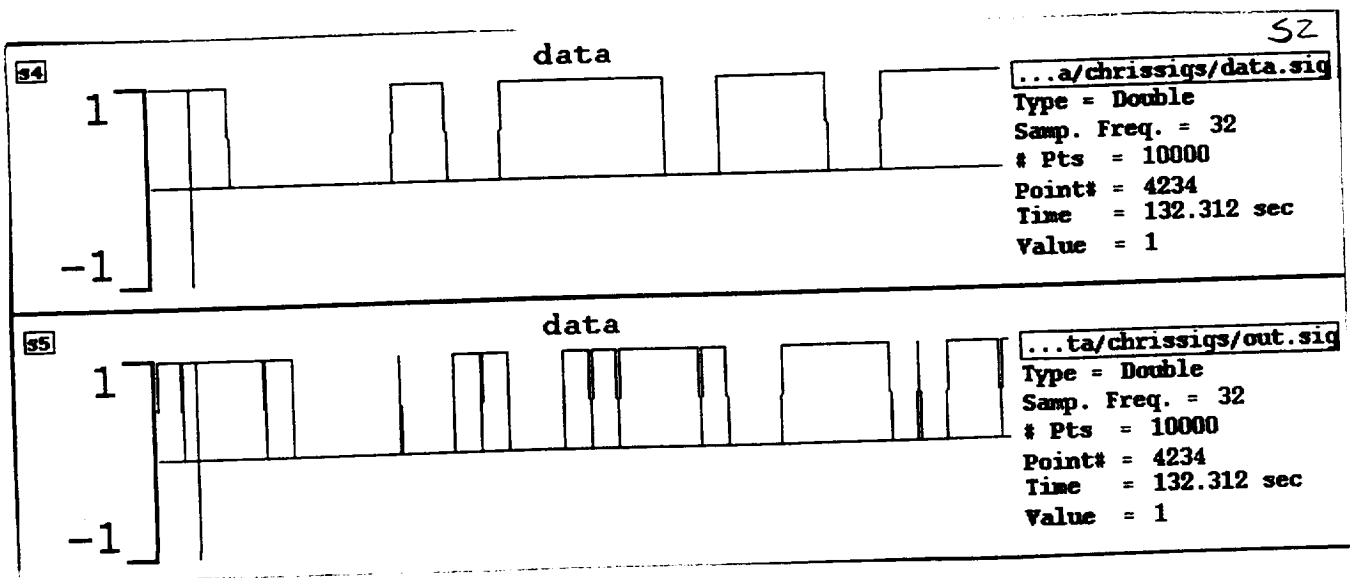 S2
s4
data
...a/chrissigs/data.sig
1
Type = Double
Samp. Freq. = 32
# Pts = 10000
Point# = 4234
Time = 132.312 sec
-1
Value = 1
s5
data
...ta/chrissigs/out.sig
1
Type = Double
Samp. Freq. = 32
# Pts = 10000
Point# = 4234
Time = 132.312 sec
-1
Value = 1